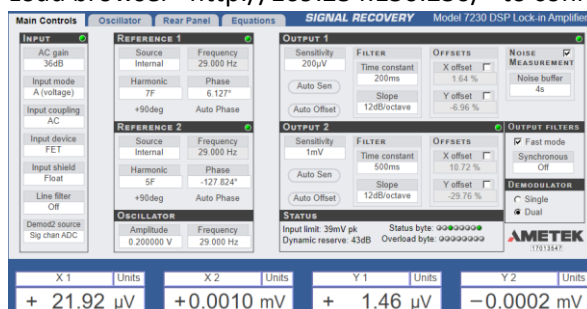 Main Controls Oscillator Rear Panel Equations SIGNAL RECOVERY Model 7230 DSP Lock-in Amplifier
INPUT
AC gain
36dB
Input mode
A (voltage)
Input coupling
AC
Input device
FET
Input shield
Float
Line filter
Off
Demod2 source
Sig chan ADC
REFERENCE 1
Source Frequency
Internal 29.000 Hz
Harmonic Phase
7F 6.127°
+90deg Auto Phase
REFERENCE 2
Source Frequency
Internal 29.000 Hz
Harmonic Phase
5F -127.824°
+90deg Auto Phase
OSCILLATOR
Amplitude Frequency
0.200000 V 29.000 Hz
OUTPUT 1
Sensitivity
200µV
Auto Sen
Auto Offset
FILTER
Time constant
200ms
Slope
12dB/octave
OFFSETS
X offset
1.64 %
Y offset
-6.96 %
NOISE
MEASUREMENT
Noise buffer
4s
OUTPUT 2
Sensitivity
1mV
Auto Sen
Auto Offset
FILTER
Time constant
500ms
Slope
12dB/octave
OFFSETS
X offset
10.72 %
Y offset
-29.76 %
OUTPUT FILTERS
Fast mode
Synchronous
Off
DEMODULATOR
Single
Dual
STATUS
Input limit: 39mV pk Status byte:
Dynamic reserve: 43dB Overload byte:
AMETEK
17013647
X 1 Units X 2 Units Y 1 Units Y 2 Units
+ 21.92 µV +0.0010 mV + 1.46 µV −0.0002 mV